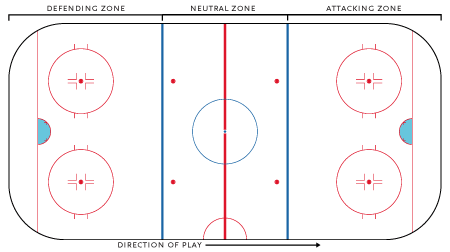 DEFENDING ZONE
NEUTRAL ZONE
ATTACKING ZONE
DIRECTION OF PLAY